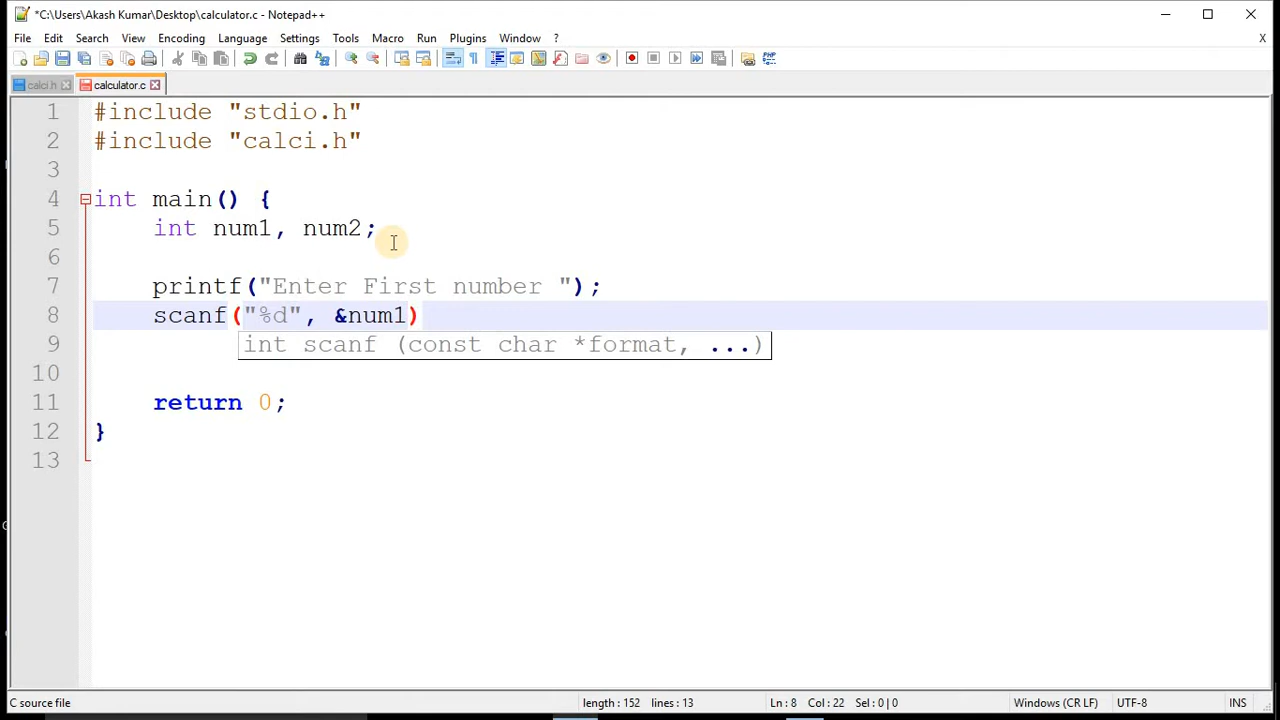 *C:\Users\Akash Kumar\Desktop\calculator.c - Notepad++
File Edit Search View Encoding Language Settings Tools Macro Run Plugins Window ? X
calci.h calculator.c
1 #include "stdio.h"
2 #include "calci.h"
3
4 int main() {
5 int num1, num2;
6
7 printf("Enter First number ");
8 scanf("%d", &num1)
9 int scanf (const char *format, ...)
10
11 return 0;
12 }
13
C source file length : 152 lines : 13 Ln : 8 Col : 22 Sel : 0 | 0 Windows (CR LF) UTF-8 INS